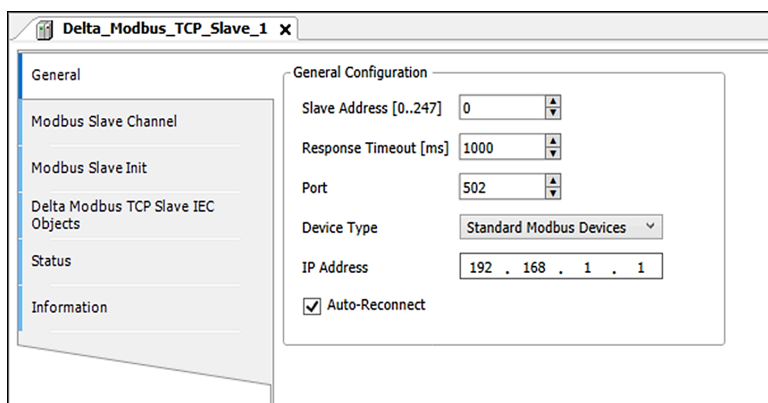 Delta_Modbus_TCP_Slave_1
General
Modbus Slave Channel
Modbus Slave Init
Delta Modbus TCP Slave IEC
Objects
Status
Information
General Configuration
Slave Address [0..247] 0
Response Timeout [ms] 1000
Port 502
Device Type Standard Modbus Devices
IP Address 192 . 168 . 1 . 1
Auto-Reconnect